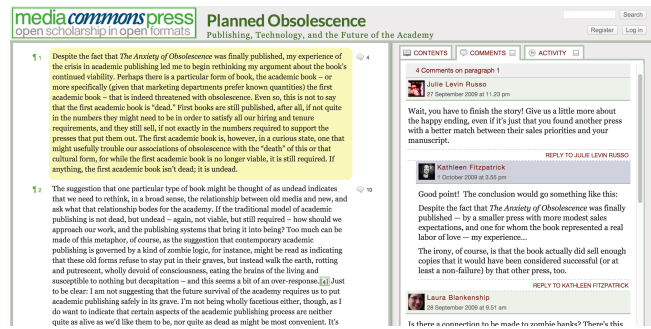 mediacommonspress
open scholarship in open formats
Planned Obsolescence
Publishing, Technology, and the Future of the Academy
Search
Register
Log in
¶ 1 Despite the fact that The Anxiety of Obsolescence was finally published, my experience of
the crisis in academic publishing led me to begin rethinking my argument about the book's
continued viability. Perhaps there is a particular form of book, the academic book – or
more specifically (given that marketing departments prefer known quantities) the first
academic book – that is indeed threatened with obsolescence. Even so, this is not to say
that the first academic book is "dead." First books are still published, after all, if not quite
in the numbers they might need to be in order to satisfy all our hiring and tenure
requirements, and they still sell, if not exactly in the numbers required to support the
presses that put them out. The first academic book is, however, in a curious state, one that
might usefully trouble our associations of obsolescence with the "death" of this or that
cultural form, for while the first academic book is no longer viable, it is still required. If
anything, the first academic book isn't dead; it is undead.
4
¶ 2 The suggestion that one particular type of book might be thought of as undead indicates
that we need to rethink, in a broad sense, the relationship between old media and new, and
ask what that relationship bodes for the academy. If the traditional model of academic
publishing is not dead, but undead – again, not viable, but still required – how should we
approach our work, and the publishing systems that bring it into being? Too much can be
made of this metaphor, of course, as the suggestion that contemporary academic
publishing is governed by a kind of zombie logic, for instance, might be read as indicating
that these old forms refuse to stay put in their graves, but instead walk the earth, rotting
and putrescent, wholly devoid of consciousness, eating the brains of the living and
susceptible to nothing but decapitation – and this seems a bit of an over-response.[4] Just
to be clear: I am not suggesting that the future survival of the academy requires us to put
academic publishing safely in its grave. I'm not being wholly facetious either, though, as I
do want to indicate that certain aspects of the academic publishing process are neither
quite as alive as we'd like them to be, nor quite as dead as might be most convenient. It's
10
CONTENTS
COMMENTS
ACTIVITY
4 Comments on paragraph 1
Julie Levin Russo
27 September 2009 at 11.23 pm
Wait, you have to finish the story! Give us a little more about
the happy ending, even if it's just that you found another press
with a better match between their sales priorities and your
manuscript.
REPLY TO JULIE LEVIN RUSSO
Kathleen Fitzpatrick
1 October 2009 at 3.55 pm
Good point! The conclusion would go something like this:
Despite the fact that The Anxiety of Obsolescence was finally
published — by a smaller press with more modest sales
expectations, and one for whom the book represented a real
labor of love — my experience...
The irony, of course, is that the book actually did sell enough
copies that it would have been considered successful (or at
least a non-failure) by that other press, too.
REPLY TO KATHLEEN FITZPATRICK
Laura Blankenship
28 September 2009 at 9.51 am
Is there a connection to be made to zombie banks? There's this